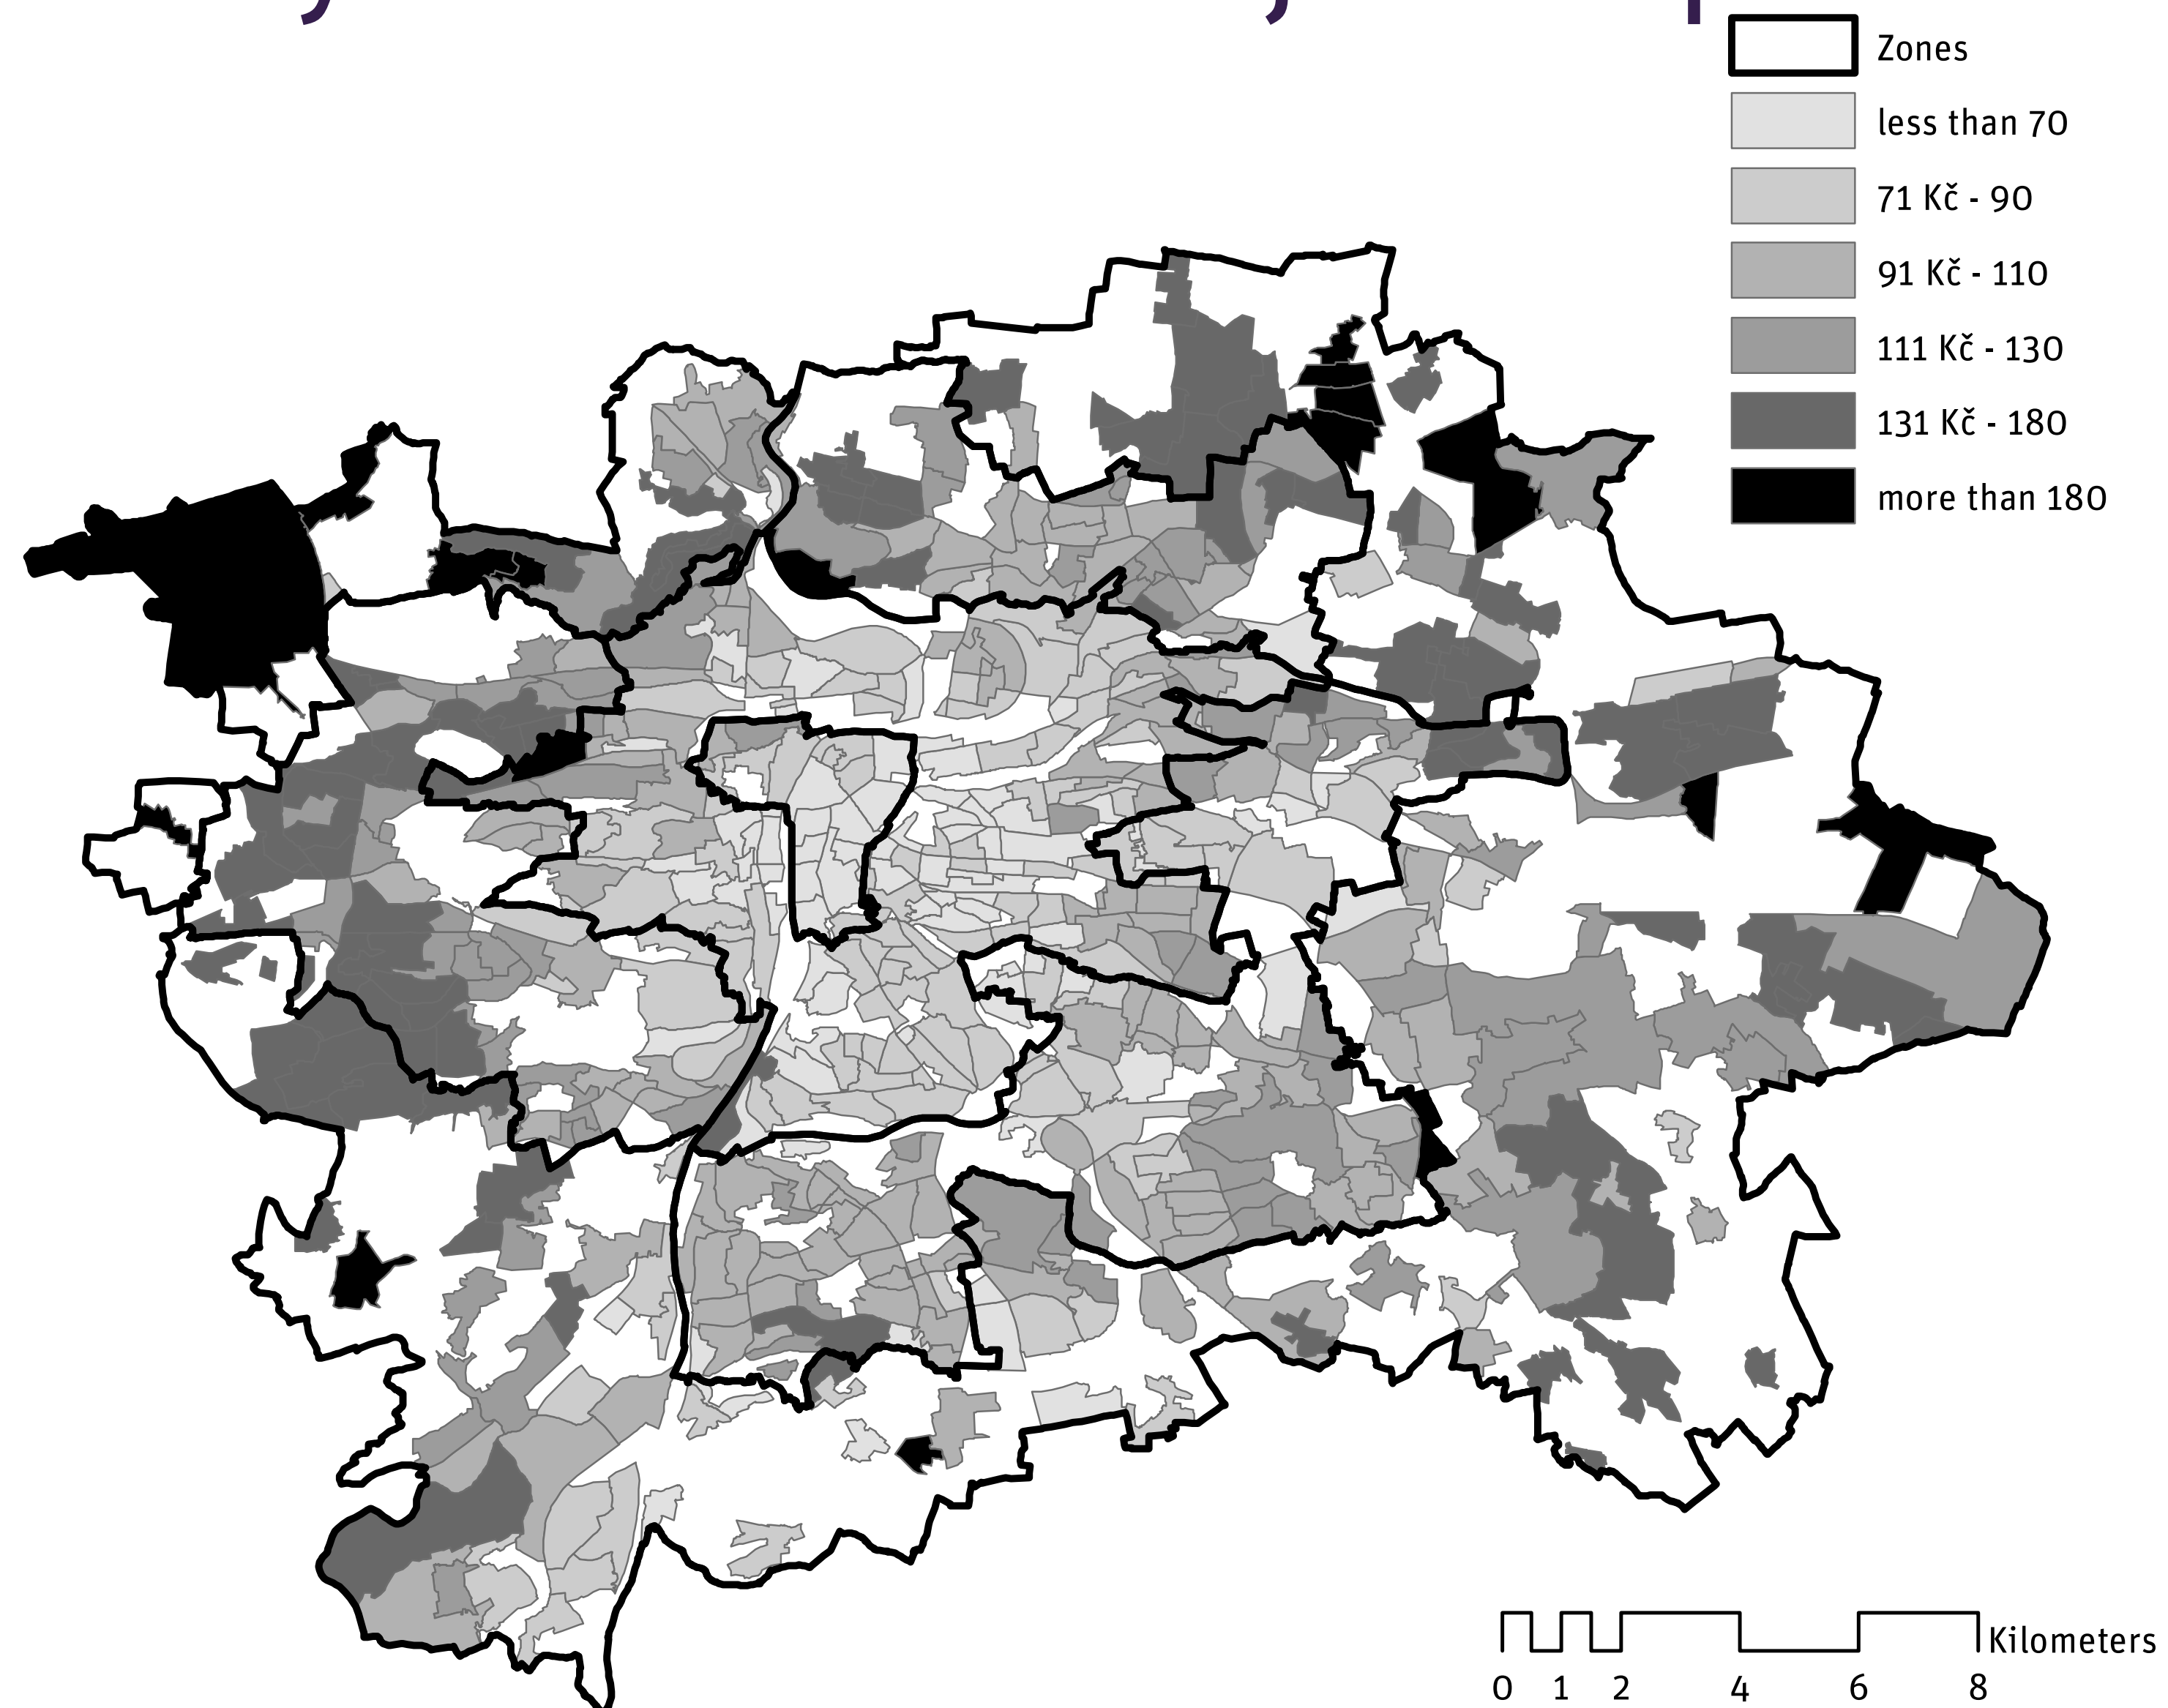 Zones
less than 70
71 Kč - 90
91 Kč - 110
111 Kč - 130
131 Kč - 180
more than 180
Kilometers
0 1 2 4 6 8